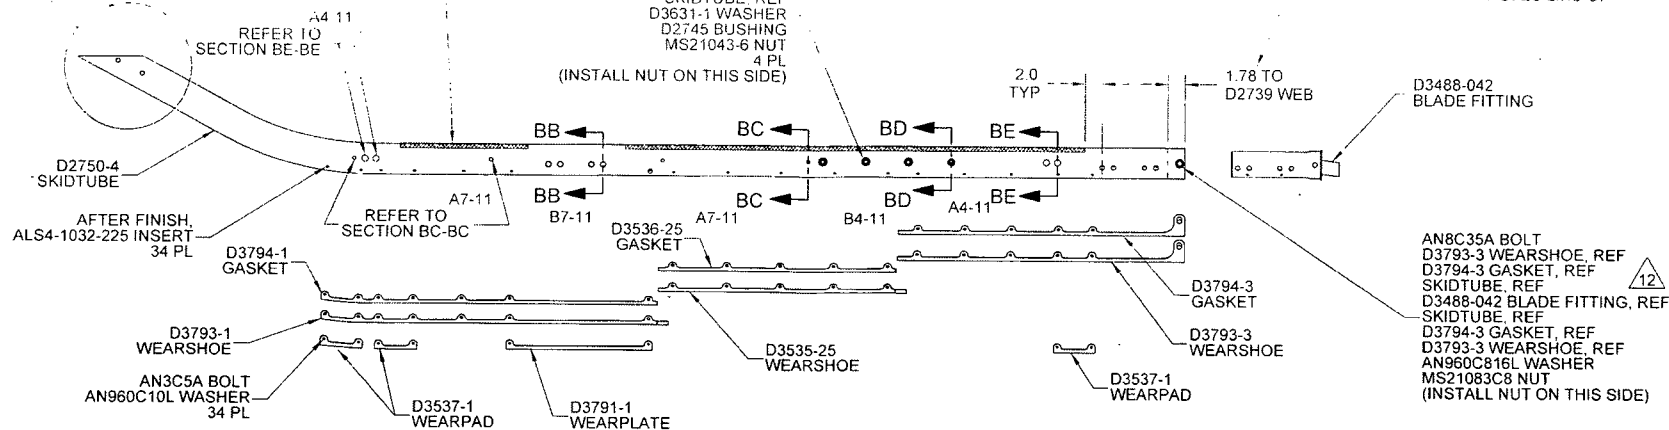 A4-11
REFER TO
SECTION BE-BE
SKIDTUBE, REF
D3631-1 WASHER
D2745 BUSHING
MS21043-6 NUT
4 PL
(INSTALL NUT ON THIS SIDE)
2.0
TYP
1.78 TO
D2739 WEB
D3488-042
BLADE FITTING
BB
BC
BD
BE
D2750-4
SKIDTUBE
BB
BC
BD
BE
A7-11
B7-11
A7-11
B4-11
A4-11
REFER TO
SECTION BC-BC
AFTER FINISH,
ALS4-1032-225 INSERT
34 PL
D3794-1
GASKET
D3536-25
GASKET
D3794-3
GASKET
D3793-1
WEARSHOE
D3535-25
WEARSHOE
D3793-3
WEARSHOE
AN3C5A BOLT
AN960C10L WASHER
34 PL
D3537-1
WEARPAD
D3791-1
WEARPLATE
D3537-1
WEARPAD
AN8C35A BOLT
D3793-3 WEARSHOE, REF
D3794-3 GASKET, REF
SKIDTUBE, REF
D3488-042 BLADE FITTING, REF
SKIDTUBE, REF
D3794-3 GASKET, REF
D3793-3 WEARSHOE, REF
AN960C816L WASHER
MS21083C8 NUT
(INSTALL NUT ON THIS SIDE)
12